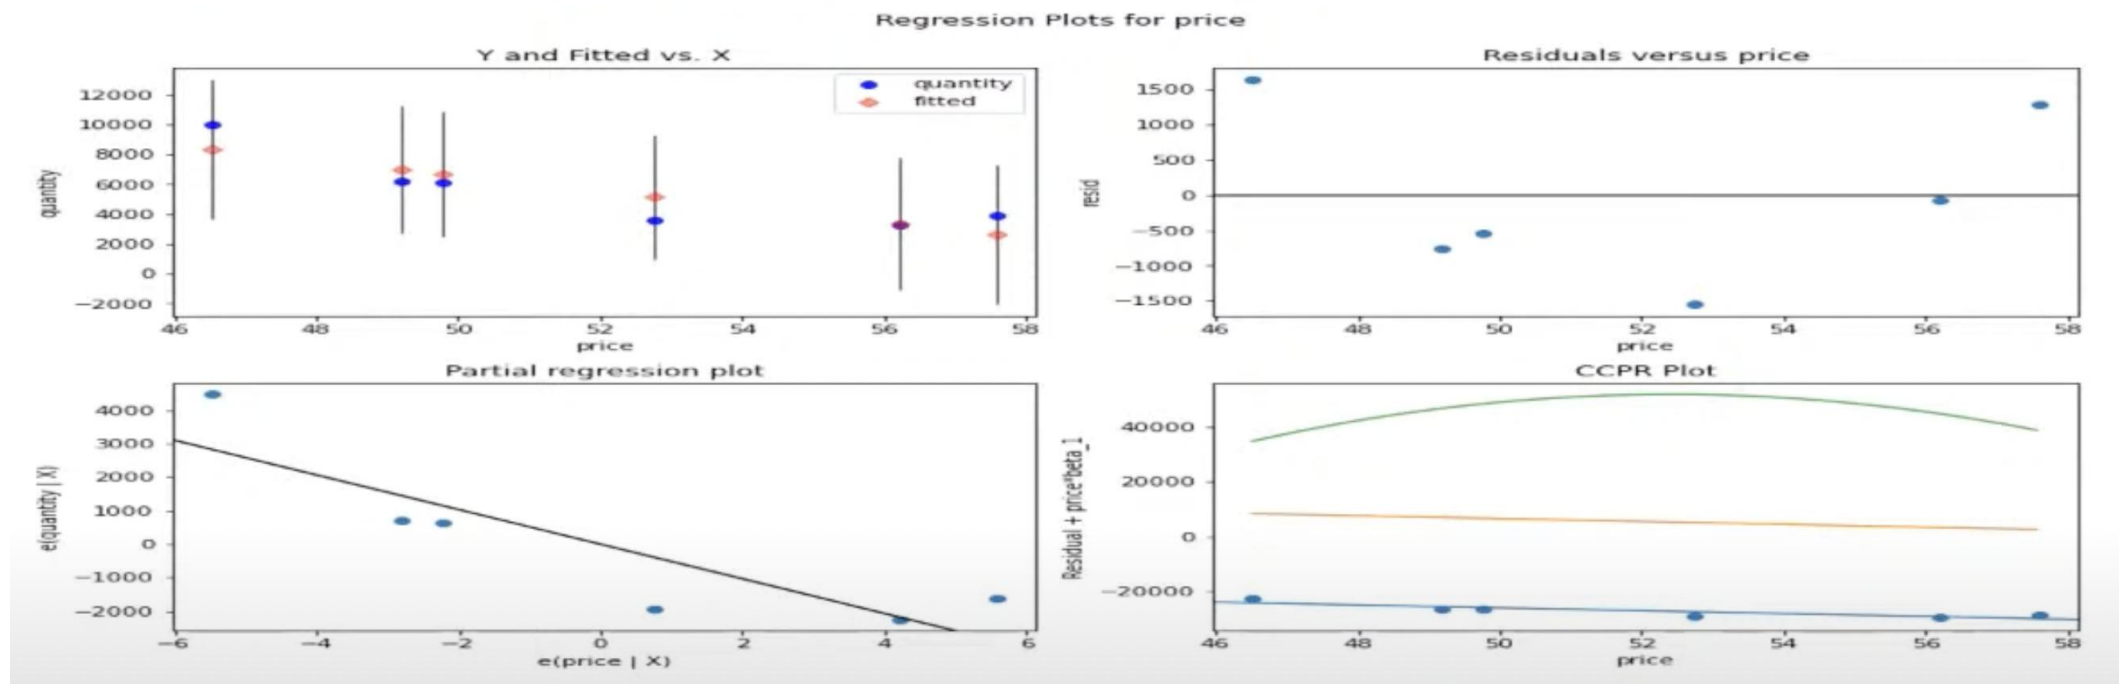 Regression Plots for price
Y and Fitted vs. X
quantity
fitted
12000
10000
8000
6000
4000
2000
0
−2000
quantity
46 48 50 52 54 56 58
price
Residuals versus price
1500
1000
500
0
−500
−1000
−1500
resid
46 48 50 52 54 56 58
price
Partial regression plot
4000
3000
2000
1000
0
−1000
−2000
e(quantity | X)
−6 −4 −2 0 2 4 6
e(price | X)
CCPR Plot
40000
20000
0
−20000
Residual + price*beta_1
46 48 50 52 54 56 58
price